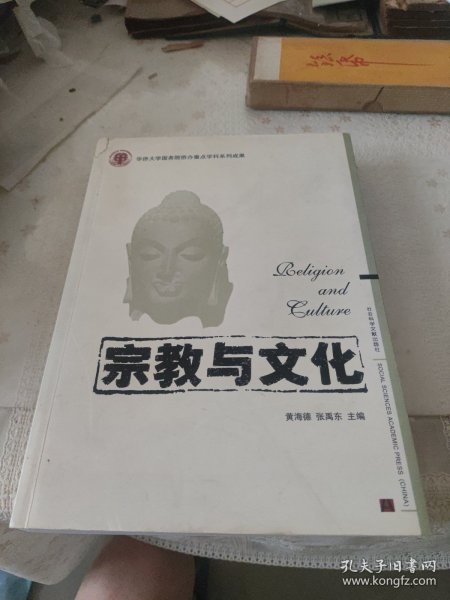 华侨大学国务院侨办重点学科系列成果
Religion
and
Culture
宗教与文化
黄海德 张禹东 主编
社会科学文献出版社
SOCIAL SCIENCES ACADEMIC PRESS (CHINA)
孔夫子旧书网
www.kongfz.com